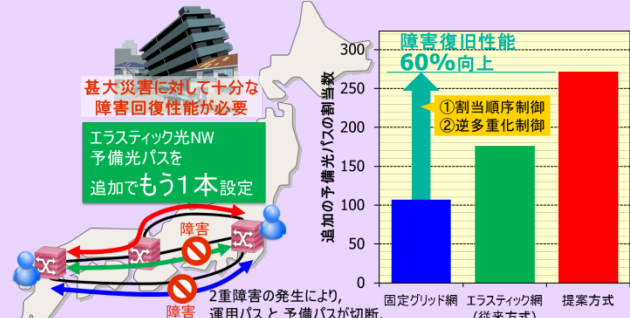 甚大災害に対して十分な
障害回復性能が必要
エラスティック光NW
予備光パスを
追加でもう1本設定
障害
障害
2重障害の発生により,
運用パスと予備パスが切断.
障害復旧性能
60%向上
①割当順序制御
②逆多重化制御
追加の予備光パスの割当数
300
250
200
150
100
50
0
固定グリッド網
エラスティック網
(従来方式)
提案方式